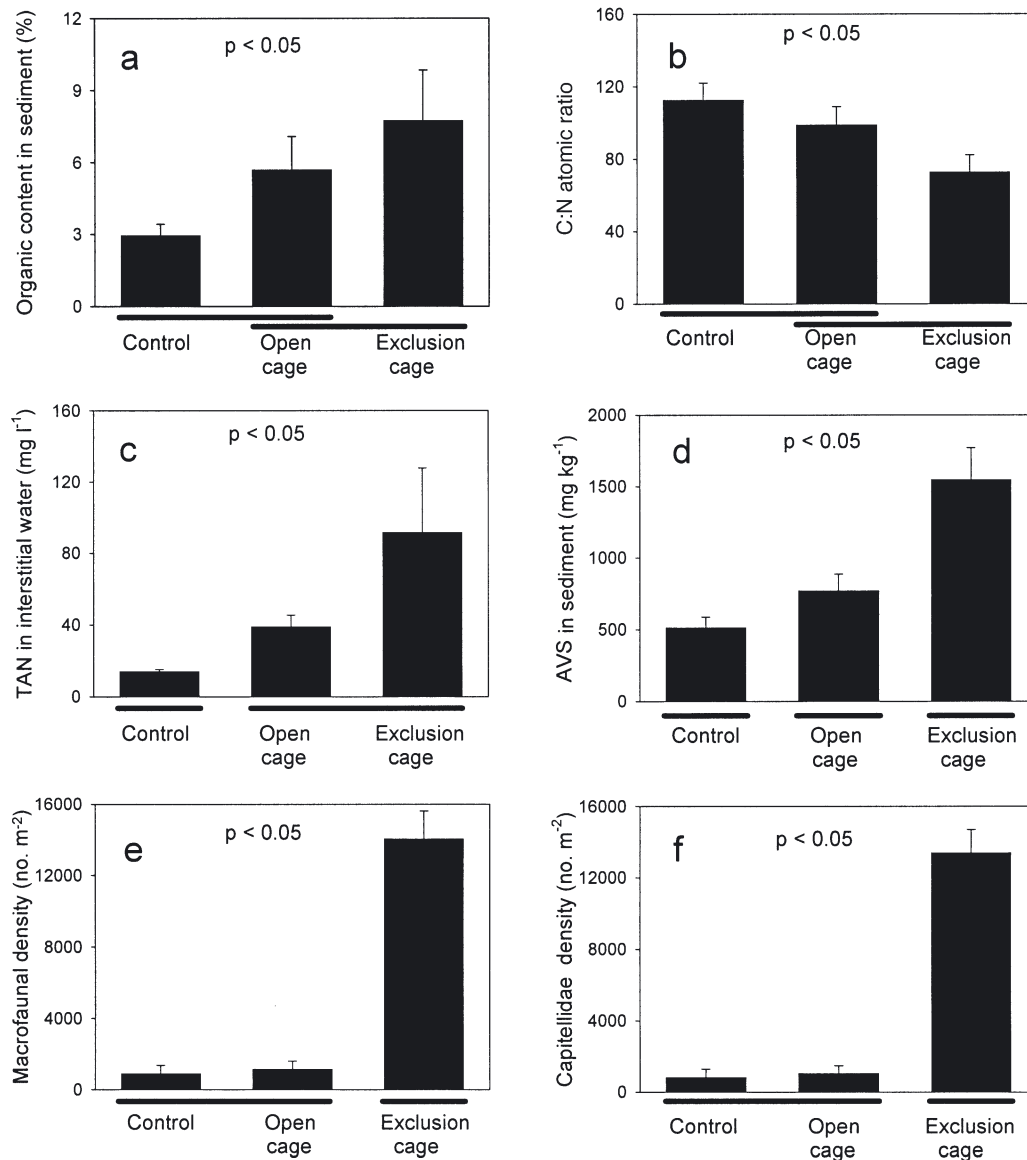 Organic content in sediment (%)
12
9
6
3
0
a
p < 0.05
Control
Open
cage
Exclusion
cage
C:N atomic ratio
160
120
80
40
0
b
p < 0.05
Control
Open
cage
Exclusion
cage
TAN in interstitial water (mg l⁻¹)
160
120
80
40
0
c
p < 0.05
Control
Open
cage
Exclusion
cage
AVS in sediment (mg kg⁻¹)
2000
1500
1000
500
0
d
p < 0.05
Control
Open
cage
Exclusion
cage
Macrofaunal density (no. m⁻²)
16000
12000
8000
4000
0
e
p < 0.05
Control
Open
cage
Exclusion
cage
Capitellidae density (no. m⁻²)
16000
12000
8000
4000
0
f
p < 0.05
Control
Open
cage
Exclusion
cage